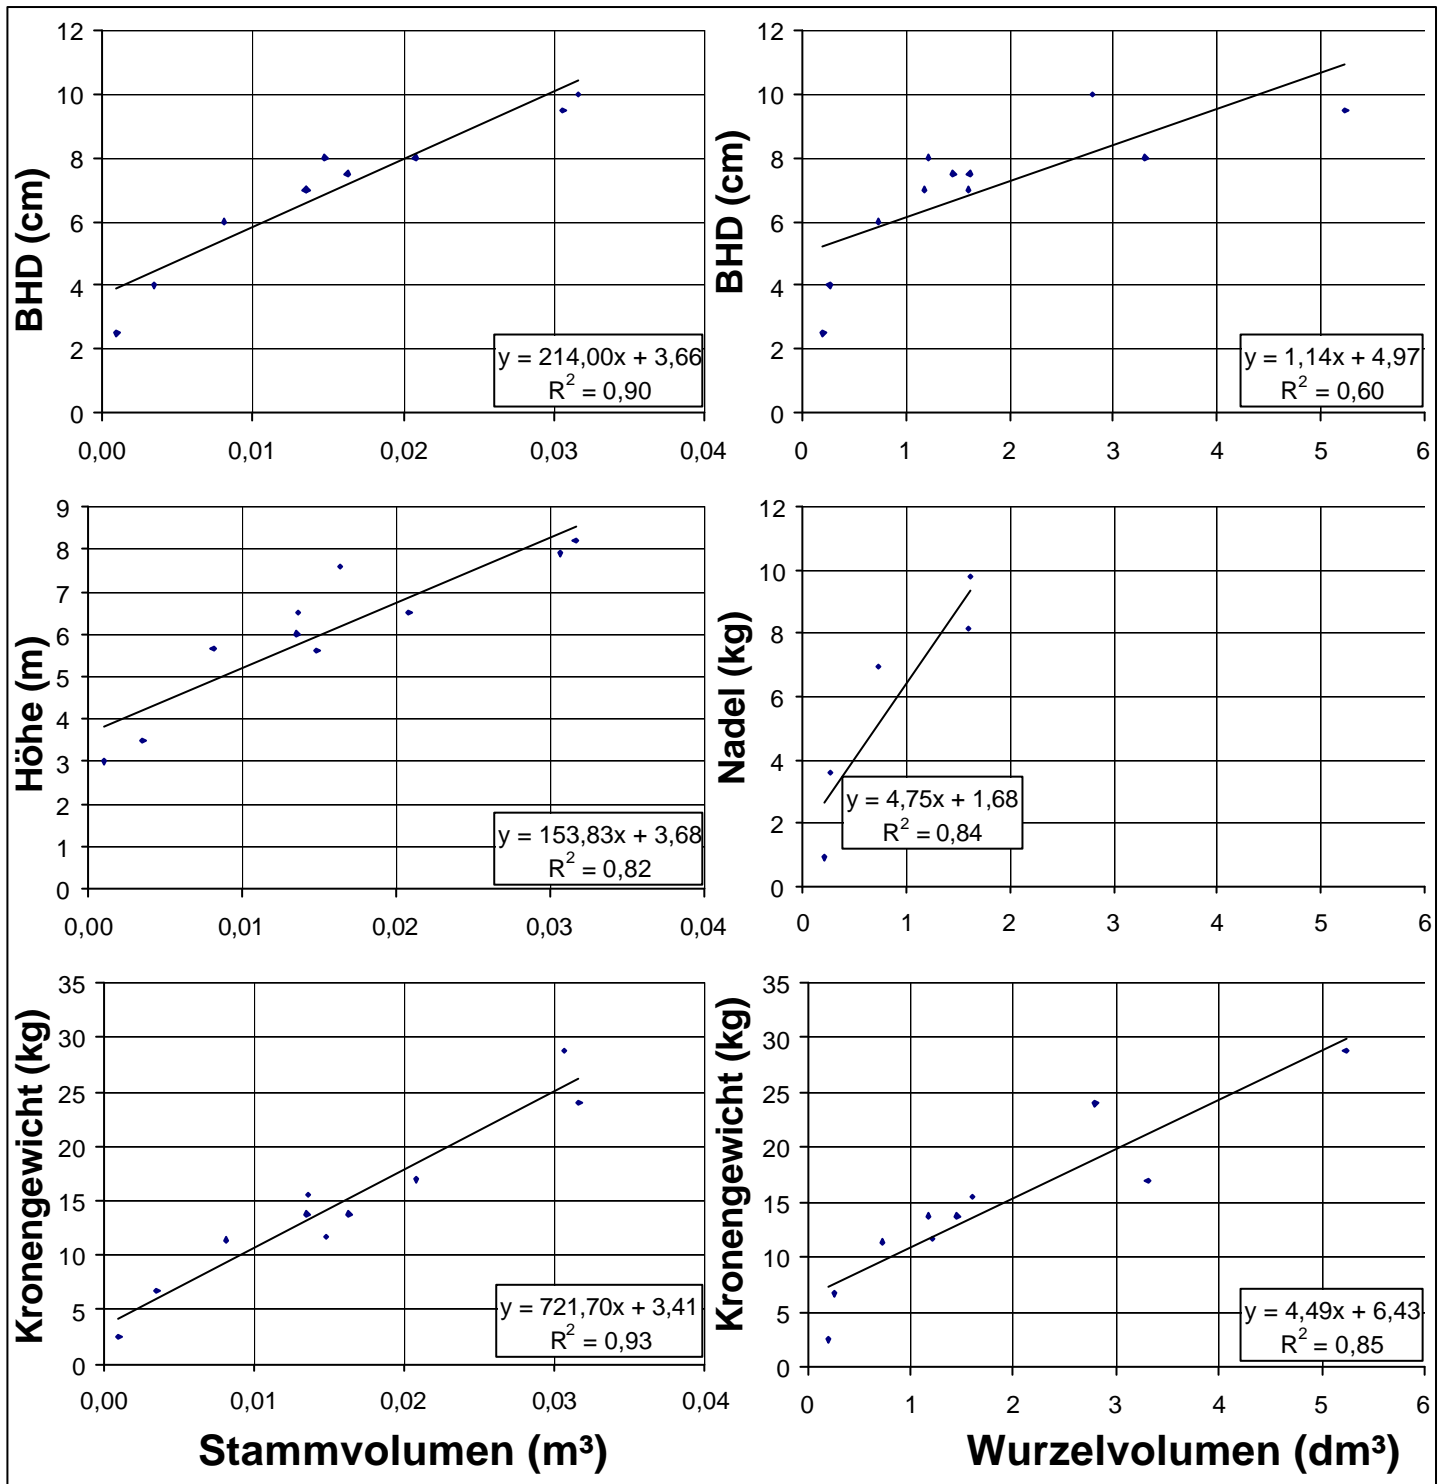 BHD (cm)
12
10
8
6
4
2
0
y = 214,00x + 3,66
R² = 0,90
0,00 0,01 0,02 0,03 0,04
BHD (cm)
12
10
8
6
4
2
0
y = 1,14x + 4,97
R² = 0,60
0 1 2 3 4 5 6
Höhe (m)
9
8
7
6
5
4
3
2
1
0
y = 153,83x + 3,68
R² = 0,82
0,00 0,01 0,02 0,03 0,04
Nadel (kg)
12
10
8
6
4
2
0
y = 4,75x + 1,68
R² = 0,84
0 1 2 3 4 5 6
Kronengewicht (kg)
35
30
25
20
15
10
5
0
y = 721,70x + 3,41
R² = 0,93
0,00 0,01 0,02 0,03 0,04
Stammvolumen (m³)
Kronengewicht (kg)
35
30
25
20
15
10
5
0
y = 4,49x + 6,43
R² = 0,85
0 1 2 3 4 5 6
Wurzelvolumen (dm³)